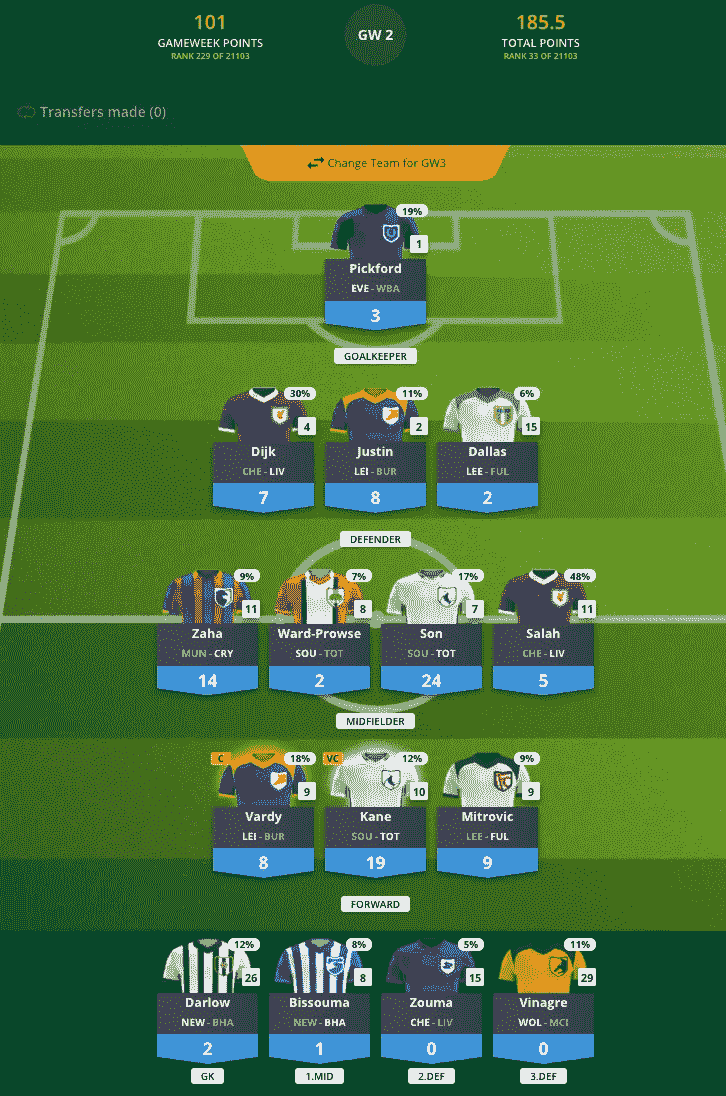 101
GAMEWEEK POINTS
RANK 229 OF 21103
GW 2
185.5
TOTAL POINTS
RANK 33 OF 21103
Transfers made (0)
Change Team for GW3
19%
1
Pickford
EVE - WBA
3
GOALKEEPER
30% 11% 6%
4 2 15
Dijk Justin Dallas
CHE - LIV LEI - BUR LEE - FUL
7 8 2
DEFENDER
9% 7% 17% 48%
11 8 7 11
Zaha Ward-Prowse Son Salah
MUN - CRY SOU - TOT SOU - TOT CHE - LIV
14 2 24 5
MIDFIELDER
C 18% VC 12% 9%
9 10 9
Vardy Kane Mitrovic
LEI - BUR SOU - TOT LEE - FUL
8 19 9
FORWARD
12% 8% 5% 11%
26 8 15 29
Darlow Bissouma Zouma Vinagre
NEW - BHA NEW - BHA CHE - LIV WOL - MCI
2 1 0 0
GK 1.MID 2.DEF 3.DEF